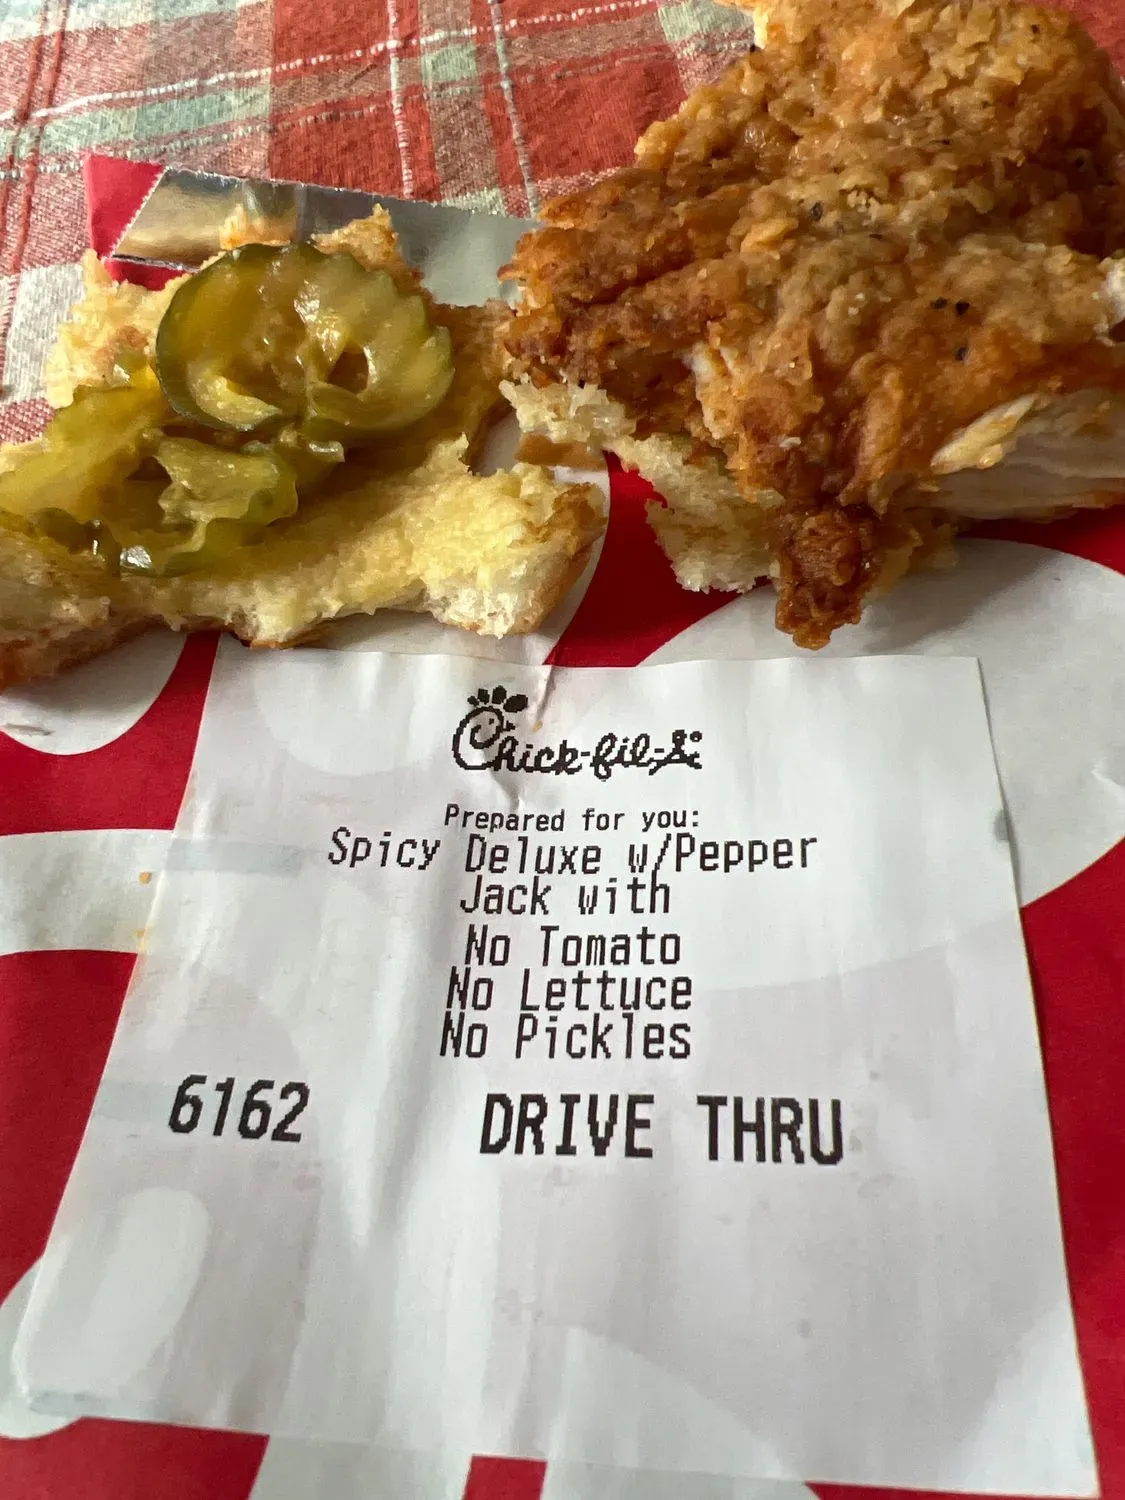 Chick-fil-A
Prepared for you:
Spicy Deluxe w/Pepper
Jack with
No Tomato
No Lettuce
No Pickles
6162 DRIVE THRU